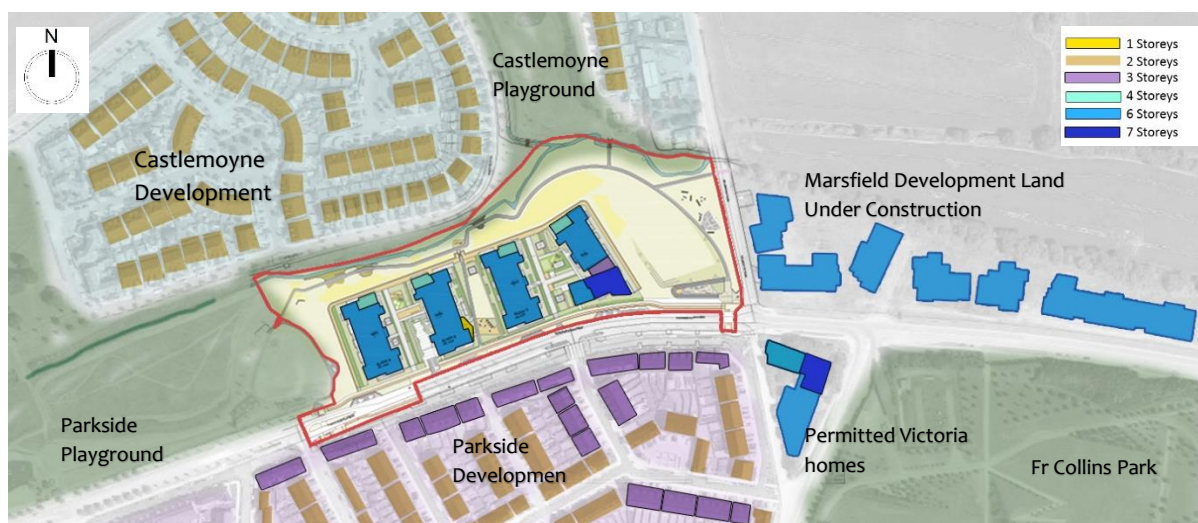 N
Castlemoyne
Playground
1 Storeys
2 Storeys
3 Storeys
4 Storeys
6 Storeys
7 Storeys
Castlemoyne
Development
Marsfield Development Land
Under Construction
Parkside
Playground
Parkside
Developmen
Permitted Victoria
homes
Fr Collins Park